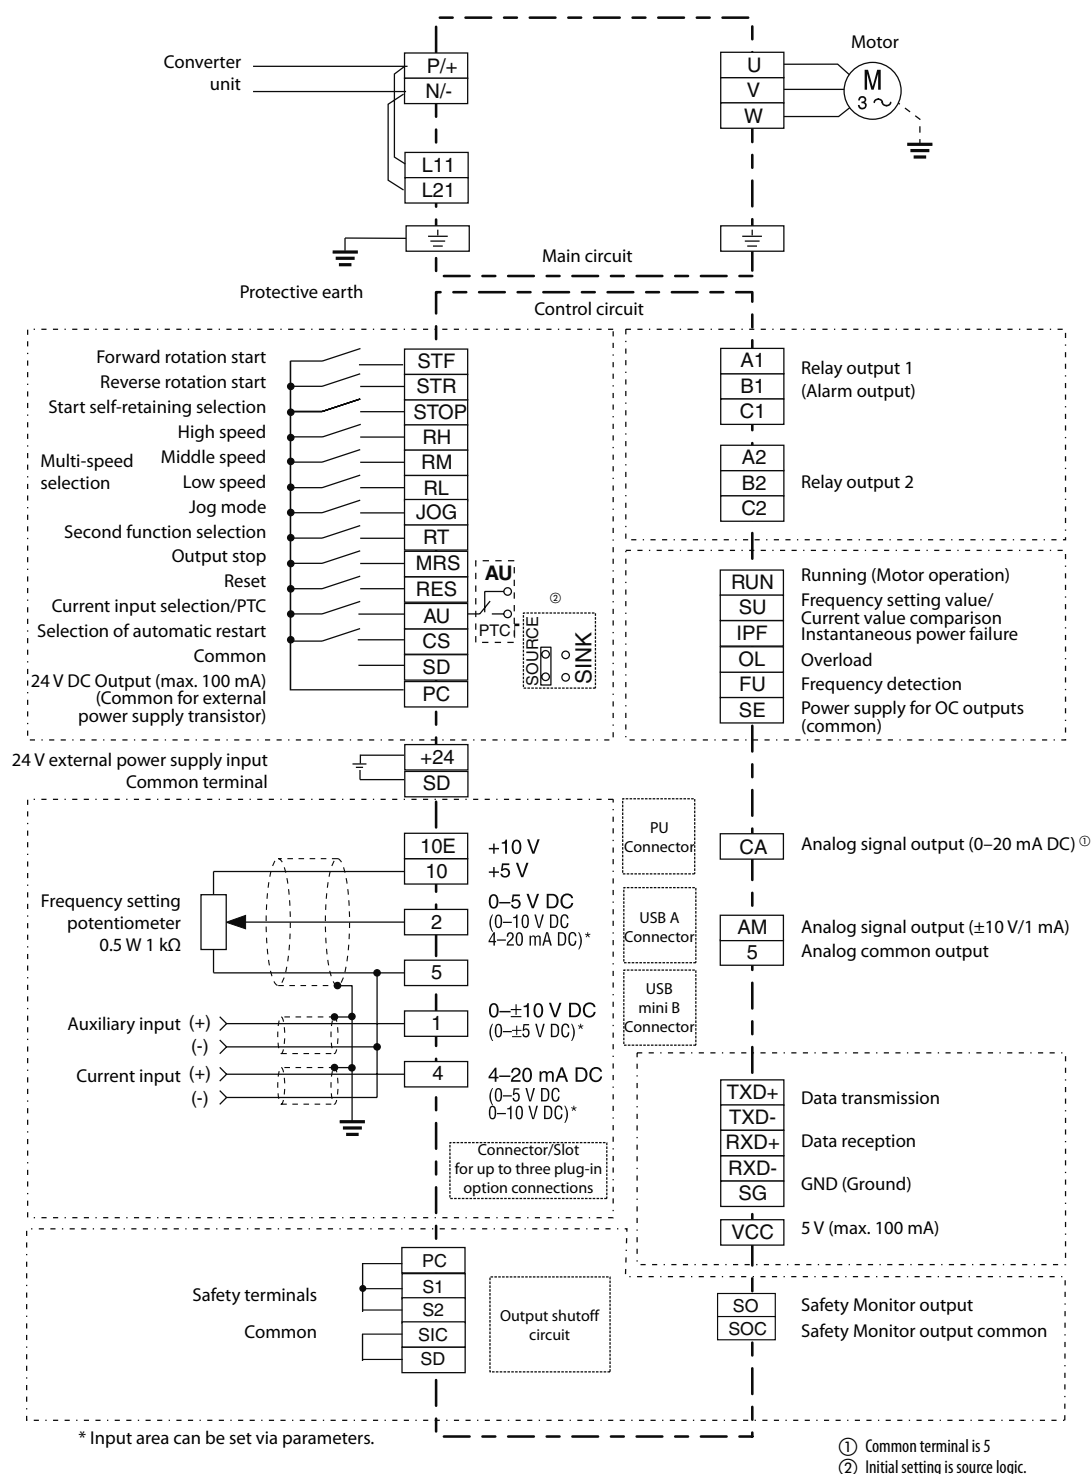 Motor
Converter
unit
P/+
N/-
U
V
W
M
3 ~
L11
L21
Main circuit
Protective earth
Control circuit
Forward rotation start
STF
Reverse rotation start
STR
Start self-retaining selection
STOP
High speed
RH
Multi-speed
selection
Middle speed
RM
Low speed
RL
Jog mode
JOG
Second function selection
RT
Output stop
MRS
Reset
RES
Current input selection/PTC
AU
Selection of automatic restart
CS
Common
SD
24 V DC Output (max. 100 mA)
(Common for external
power supply transistor)
PC
AU
PTC
②
SOURCE
SINK
A1
B1
C1
Relay output 1
(Alarm output)
A2
B2
C2
Relay output 2
RUN
Running (Motor operation)
SU
Frequency setting value/
Current value comparison
IPF
Instantaneous power failure
OL
Overload
FU
Frequency detection
SE
Power supply for OC outputs
(common)
24 V external power supply input
+24
Common terminal
SD
10E
+10 V
10
+5 V
Frequency setting
potentiometer
0.5 W 1 kΩ
2
0–5 V DC
(0–10 V DC
4–20 mA DC)*
5
Auxiliary input (+)
(-)
1
0–±10 V DC
(0–±5 V DC)*
Current input (+)
(-)
4
4–20 mA DC
(0–5 V DC
0–10 V DC)*
Connector/Slot
for up to three plug-in
option connections
PU
Connector
USB A
Connector
USB
mini B
Connector
CA
Analog signal output (0–20 mA DC) ①
AM
Analog signal output (±10 V/1 mA)
5
Analog common output
TXD+
Data transmission
TXD-
RXD+
Data reception
RXD-
SG
GND (Ground)
VCC
5 V (max. 100 mA)
Safety terminals
Common
PC
S1
S2
SIC
SD
Output shutoff
circuit
SO
Safety Monitor output
SOC
Safety Monitor output common
* Input area can be set via parameters.
① Common terminal is 5
② Initial setting is source logic.